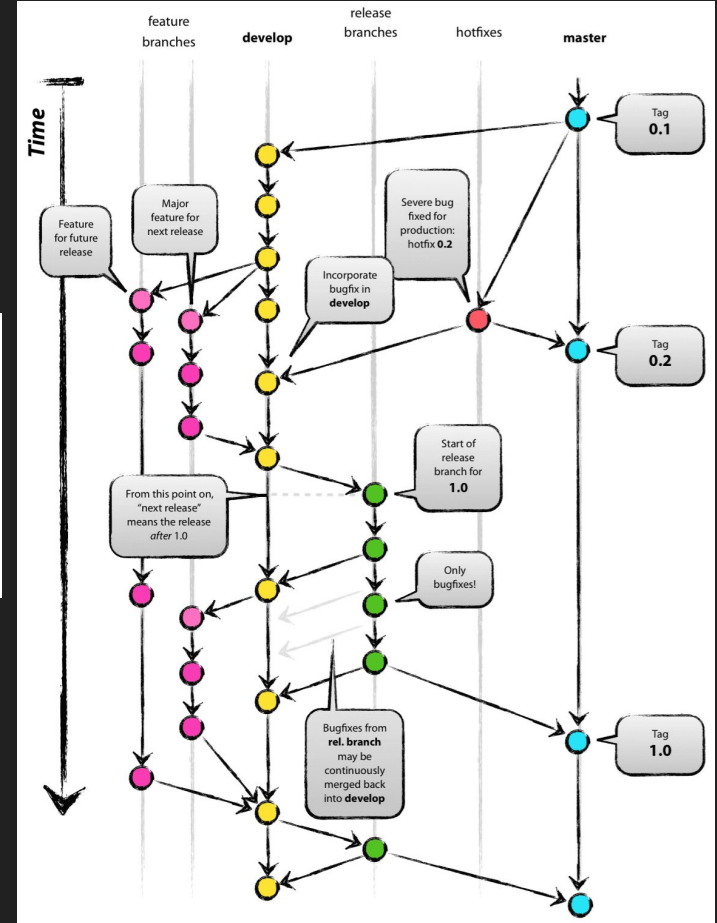 feature
branches
develop
release
branches
hotfixes
master
Time
Tag
0.1
Feature
for future
release
Major
feature for
next release
Severe bug
fixed for
production:
hotfix 0.2
Incorporate
bugfix in
develop
Tag
0.2
Start of
release
branch for
1.0
From this point on,
“next release”
means the release
after 1.0
Only
bugfixes!
Bugfixes from
rel. branch
may be
continuously
merged back
into develop
Tag
1.0